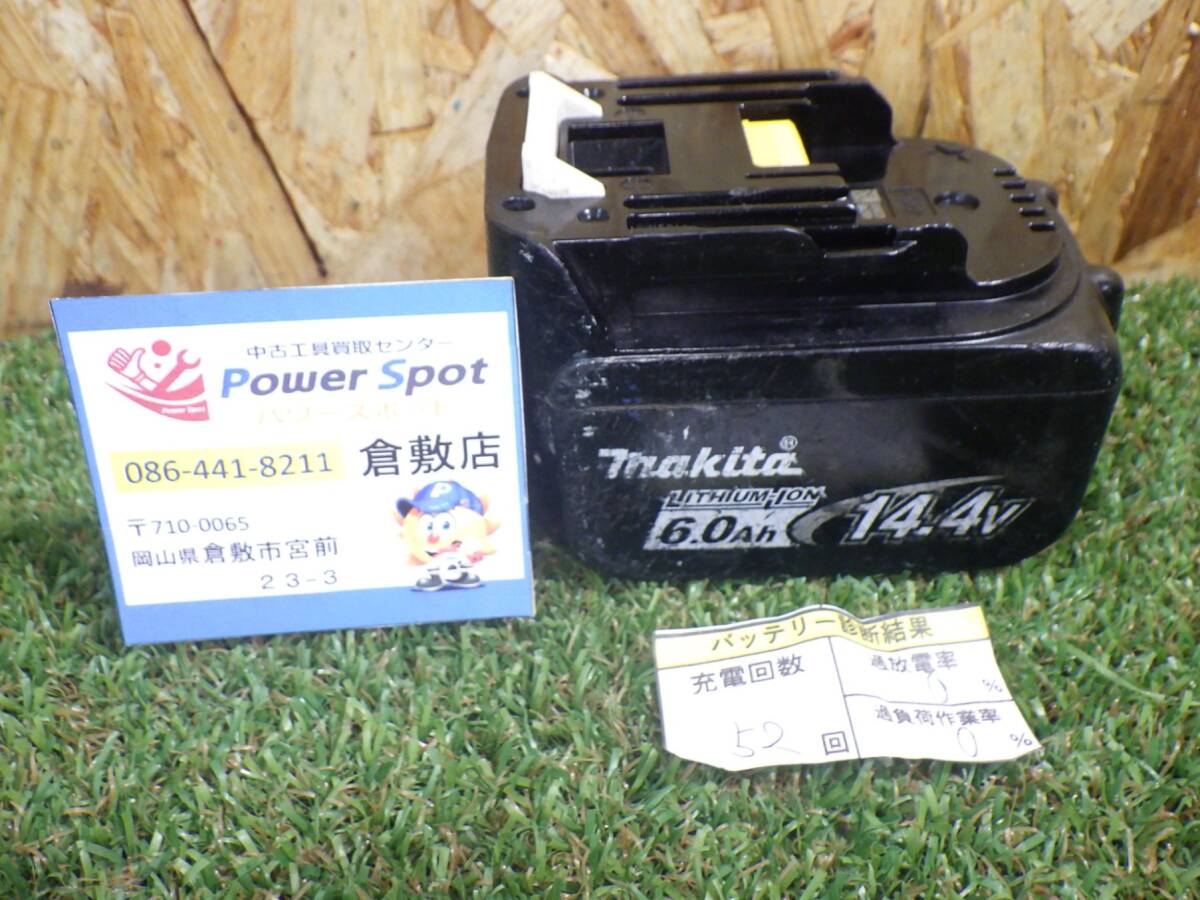 中古工具買取センター
Power Spot
Power Spot
パワースポット
086-441-8211 倉敷店
〒710-0065
岡山県倉敷市宮前
23-3
makita®
LITHIUM-ION
6.0Ah 14.4V
バッテリー診断結果
充電回数
52 回
過放電率
0 %
過負荷作業率
0 %